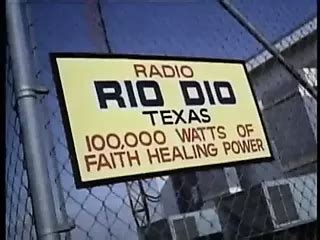 RADIO
RIO DIO
TEXAS
100,000 WATTS OF
FAITH HEALING POWER